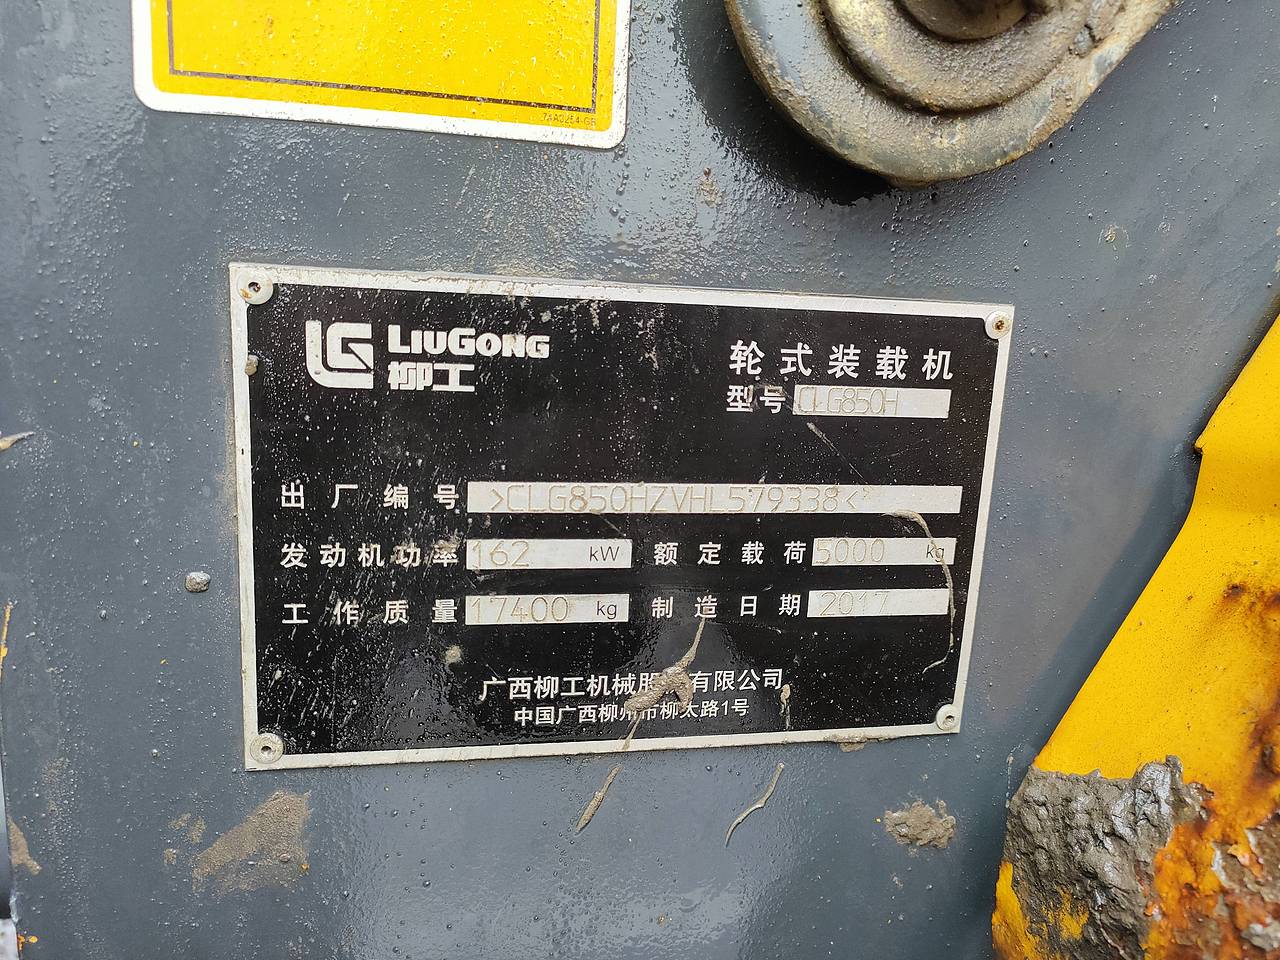 7AA0254-GB
LIUGONG
柳工
轮式装载机
型号 CLG850H
出厂编号 >CLG850HZVHL579338<
发动机功率 162 kW 额定载荷 5000 kg
工作质量 17400 kg 制造日期 2017
广西柳工机械股份有限公司
中国广西柳州市柳太路1号